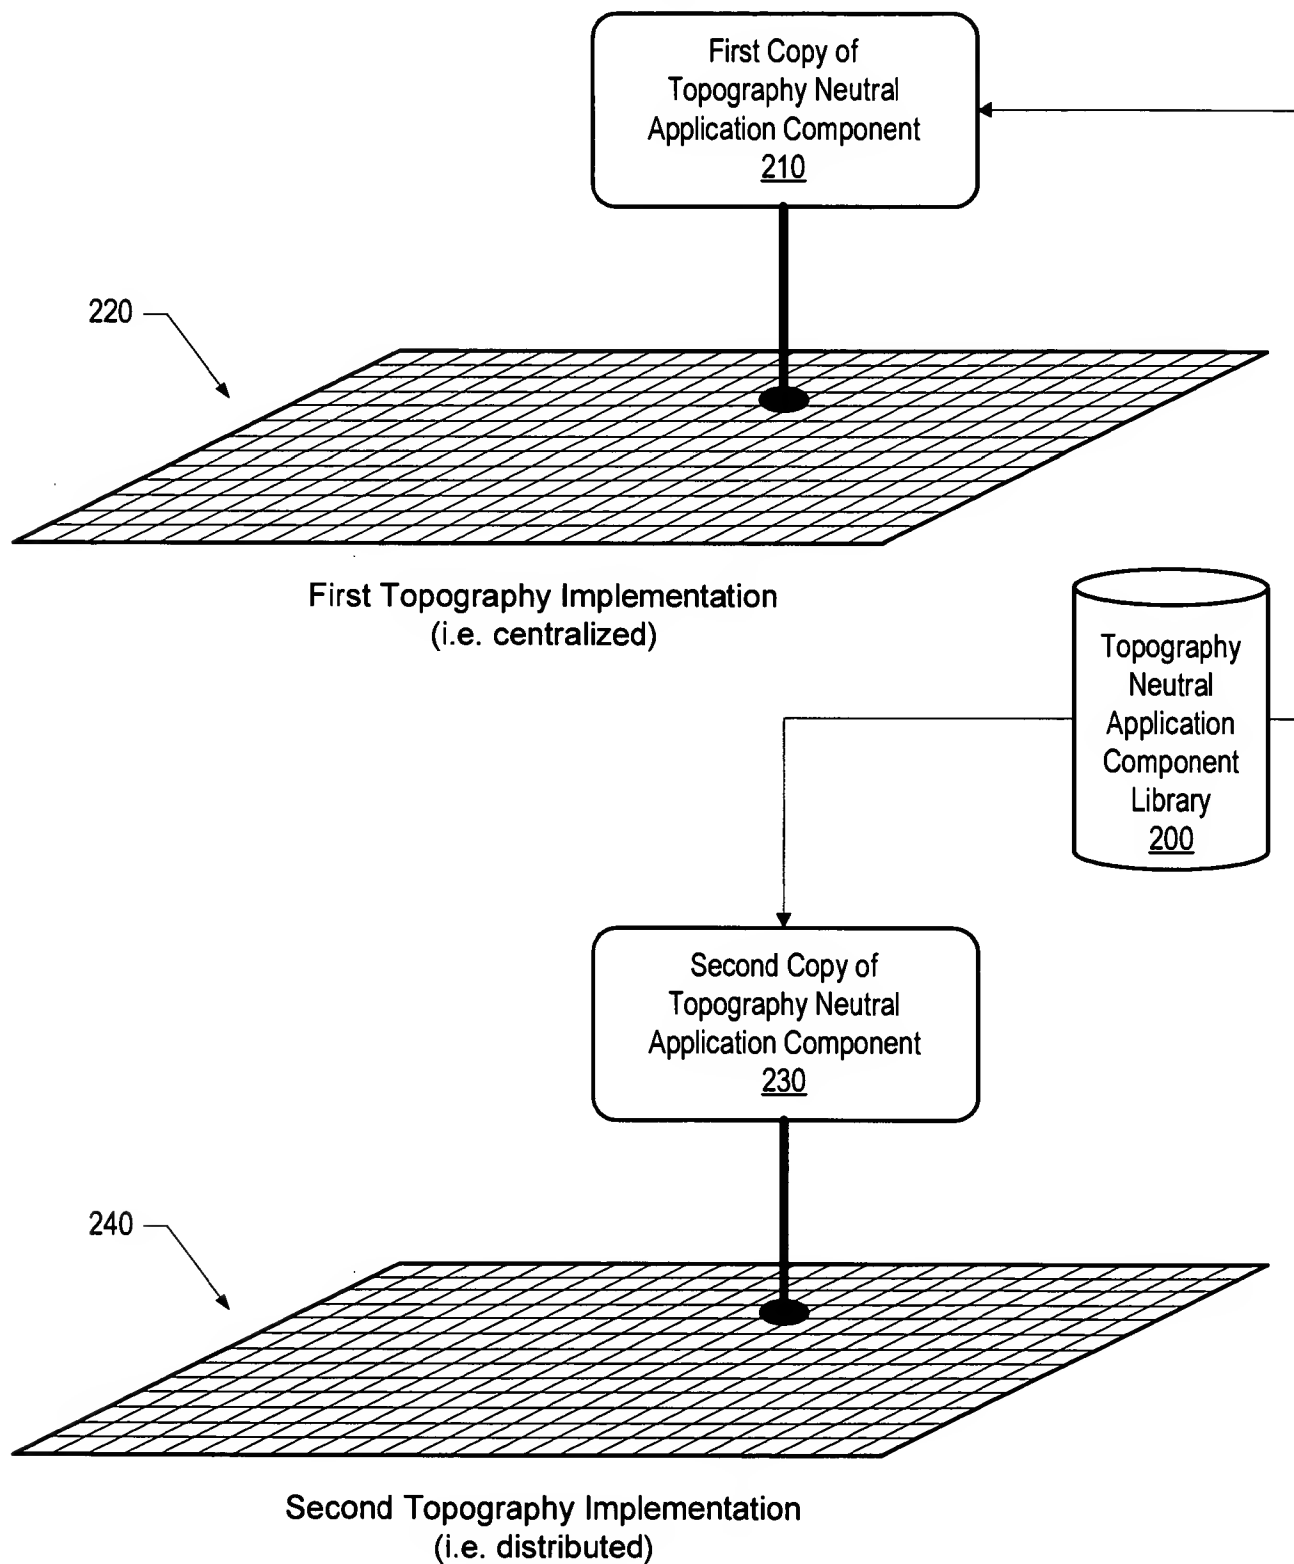 First Copy of
Topography Neutral
Application Component
210
220
First Topography Implementation
(i.e. centralized)
Topography
Neutral
Application
Component
Library
200
Second Copy of
Topography Neutral
Application Component
230
240
Second Topography Implementation
(i.e. distributed)